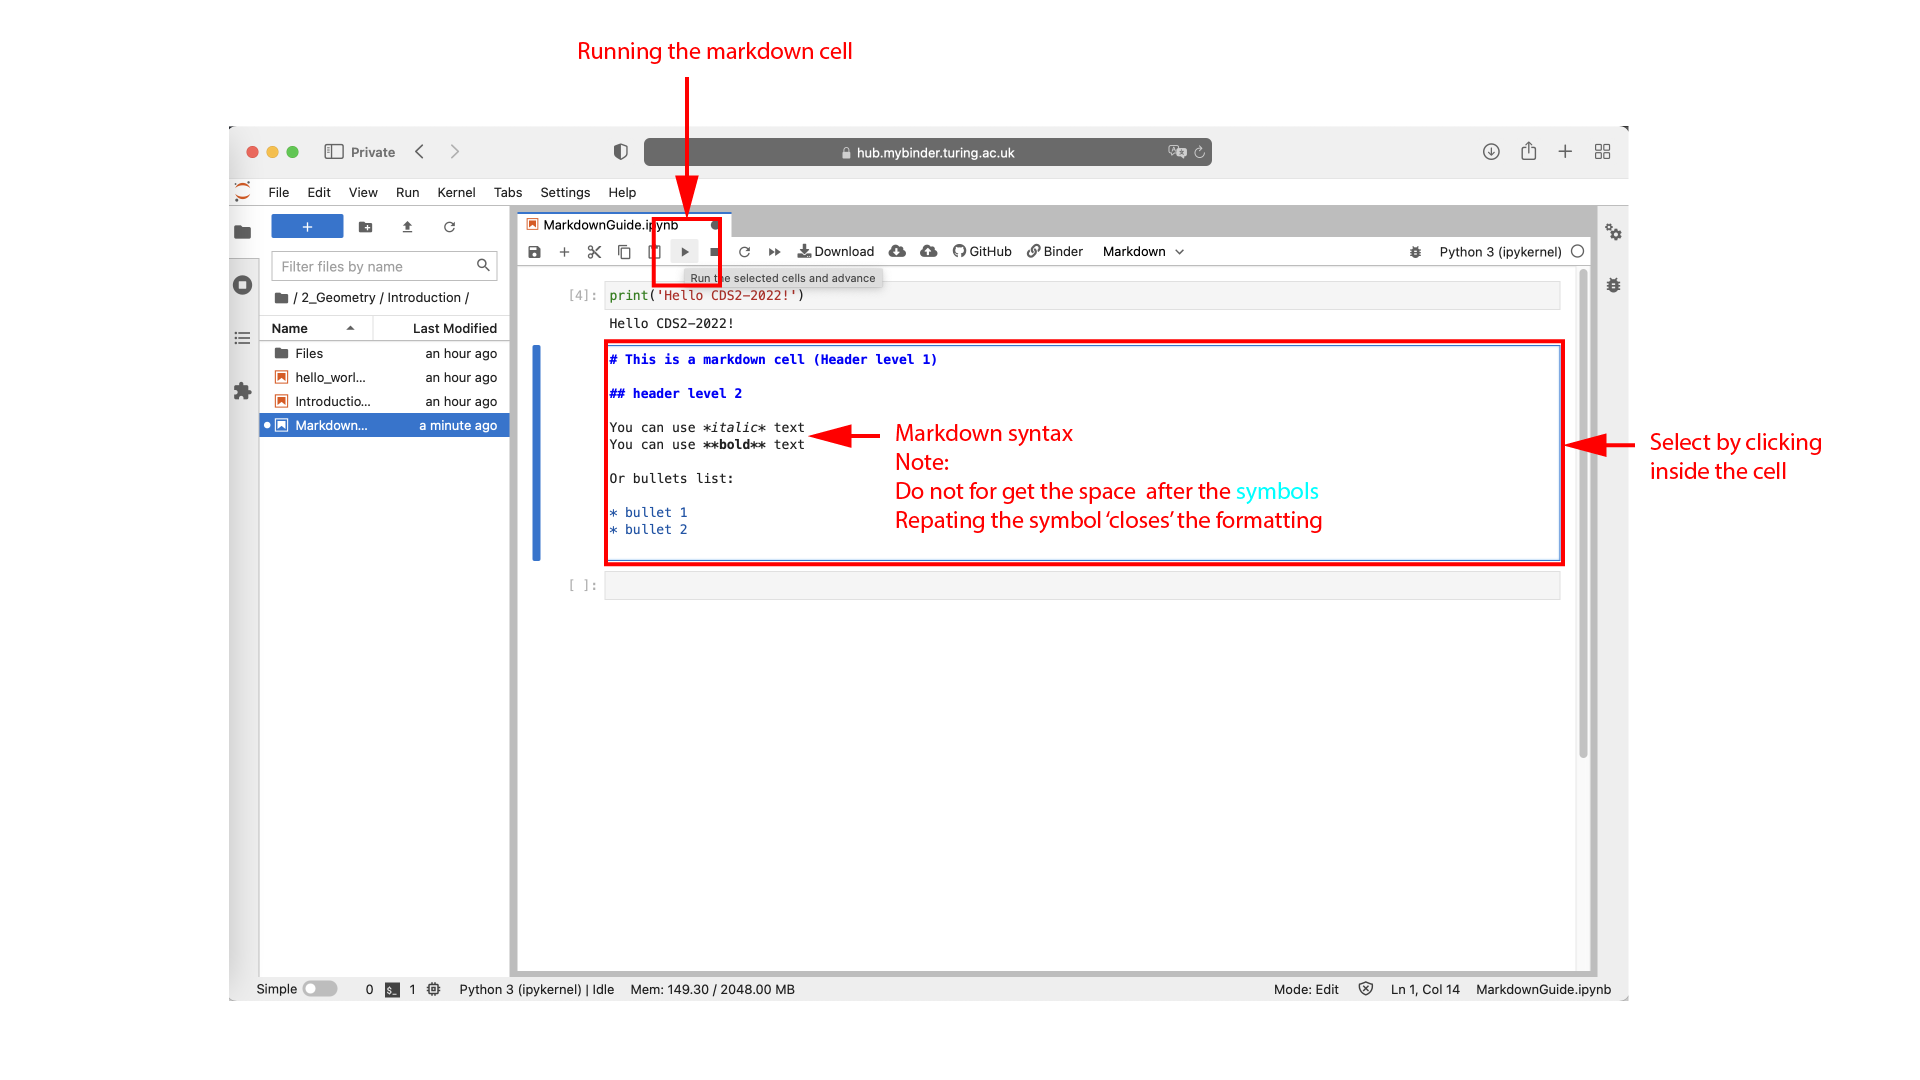 Running the markdown cell
Private
hub.mybinder.turing.ac.uk
File Edit View Run Kernel Tabs Settings Help
+
Filter files by name
/ 2_Geometry / Introduction /
Name Last Modified
Files an hour ago
hello_worl... an hour ago
Introductio... an hour ago
Markdown... a minute ago
MarkdownGuide.ipynb
Download GitHub Binder Markdown Python 3 (ipykernel)
Run the selected cells and advance
[4]: print('Hello CDS2-2022!')
Hello CDS2-2022!
# This is a markdown cell (Header level 1)
## header level 2
You can use *italic* text
You can use **bold** text
Or bullets list:
* bullet 1
* bullet 2
Markdown syntax
Note:
Do not for get the space after the symbols
Repating the symbol ‘closes’ the formatting
Select by clicking
inside the cell
[ ]:
Simple 0 $_ 1 Python 3 (ipykernel) | Idle Mem: 149.30 / 2048.00 MB Mode: Edit Ln 1, Col 14 MarkdownGuide.ipynb